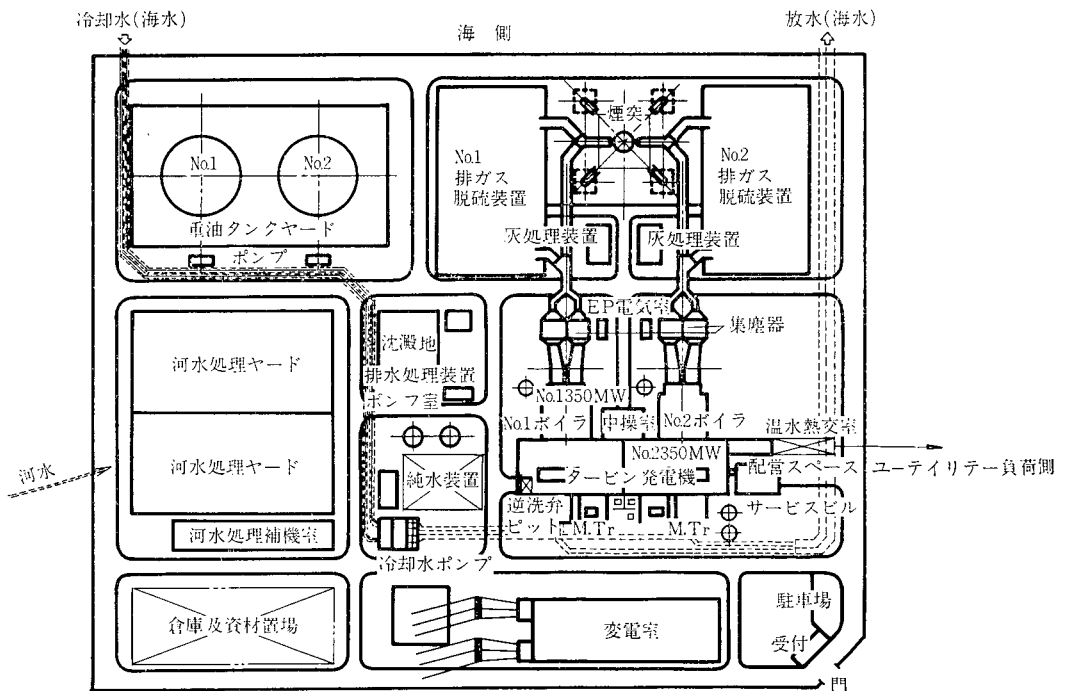 冷却水(海水)
海 側
放水(海水)
煙突
No.1
No.2
No.1
排ガス
脱硫装置
No.2
排ガス
脱硫装置
重油タンクヤード
ポンプ
灰処理装置
灰処理装置
EP電気室
集塵器
河水処理ヤード
沈澱地
排水処理装置
ポンプ室
No.1350MW
No.1ボイラ
中操室
No.2ボイラ
温水熱交室
河水
河水処理ヤード
純水装置
No.2350MW
タービン発電機
配営スペース
ユーテイリテー負荷側
逆洗弁
ピット
M.Tr
M.Tr
サービスビル
河水処理補機室
冷却水ポンプ
倉庫及資材置場
変電室
駐車場
受付
門